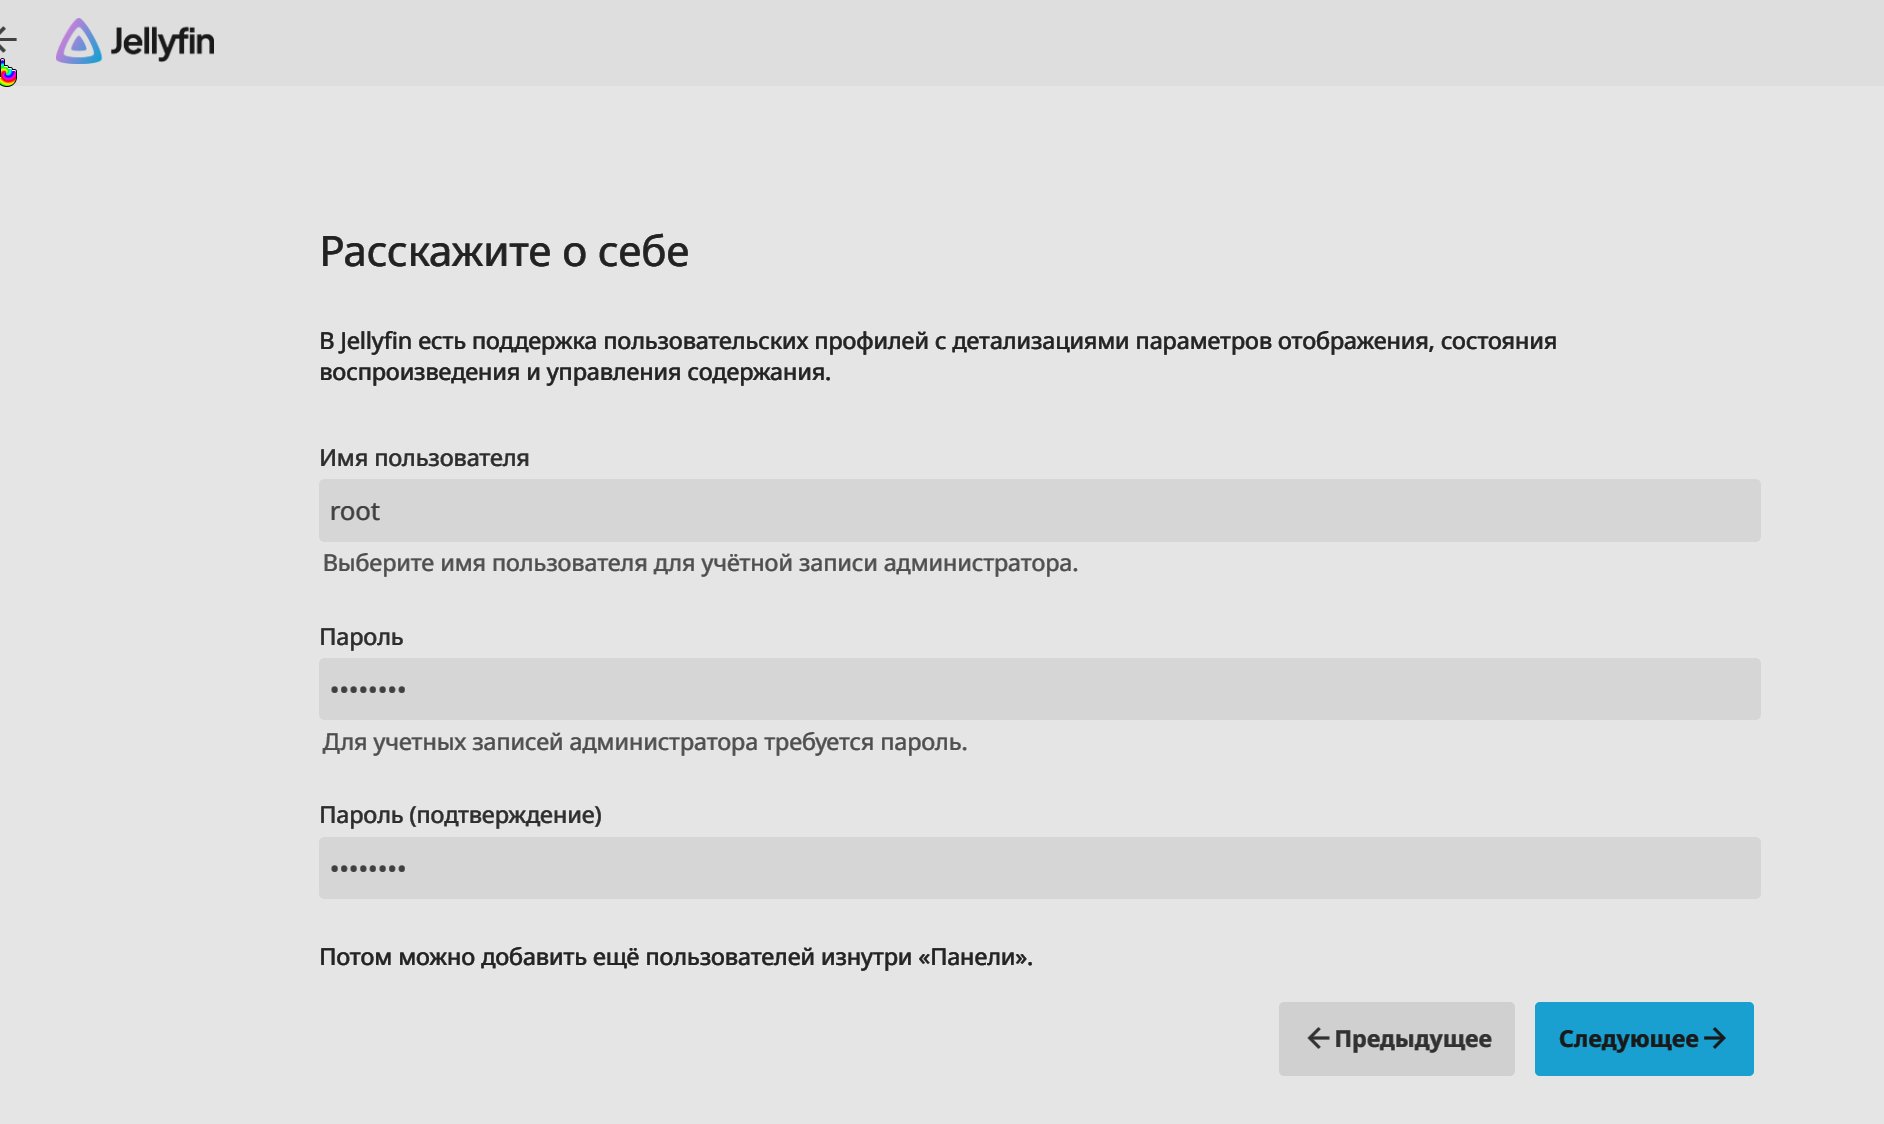 Jellyfin
Расскажите о себе
В Jellyfin есть поддержка пользовательских профилей с детализациями параметров отображения, состояния
воспроизведения и управления содержания.
Имя пользователя
root
Выберите имя пользователя для учётной записи администратора.
Пароль
••••••••
Для учетных записей администратора требуется пароль.
Пароль (подтверждение)
••••••••
Потом можно добавить ещё пользователей изнутри «Панели».
Предыдущее
Следующее